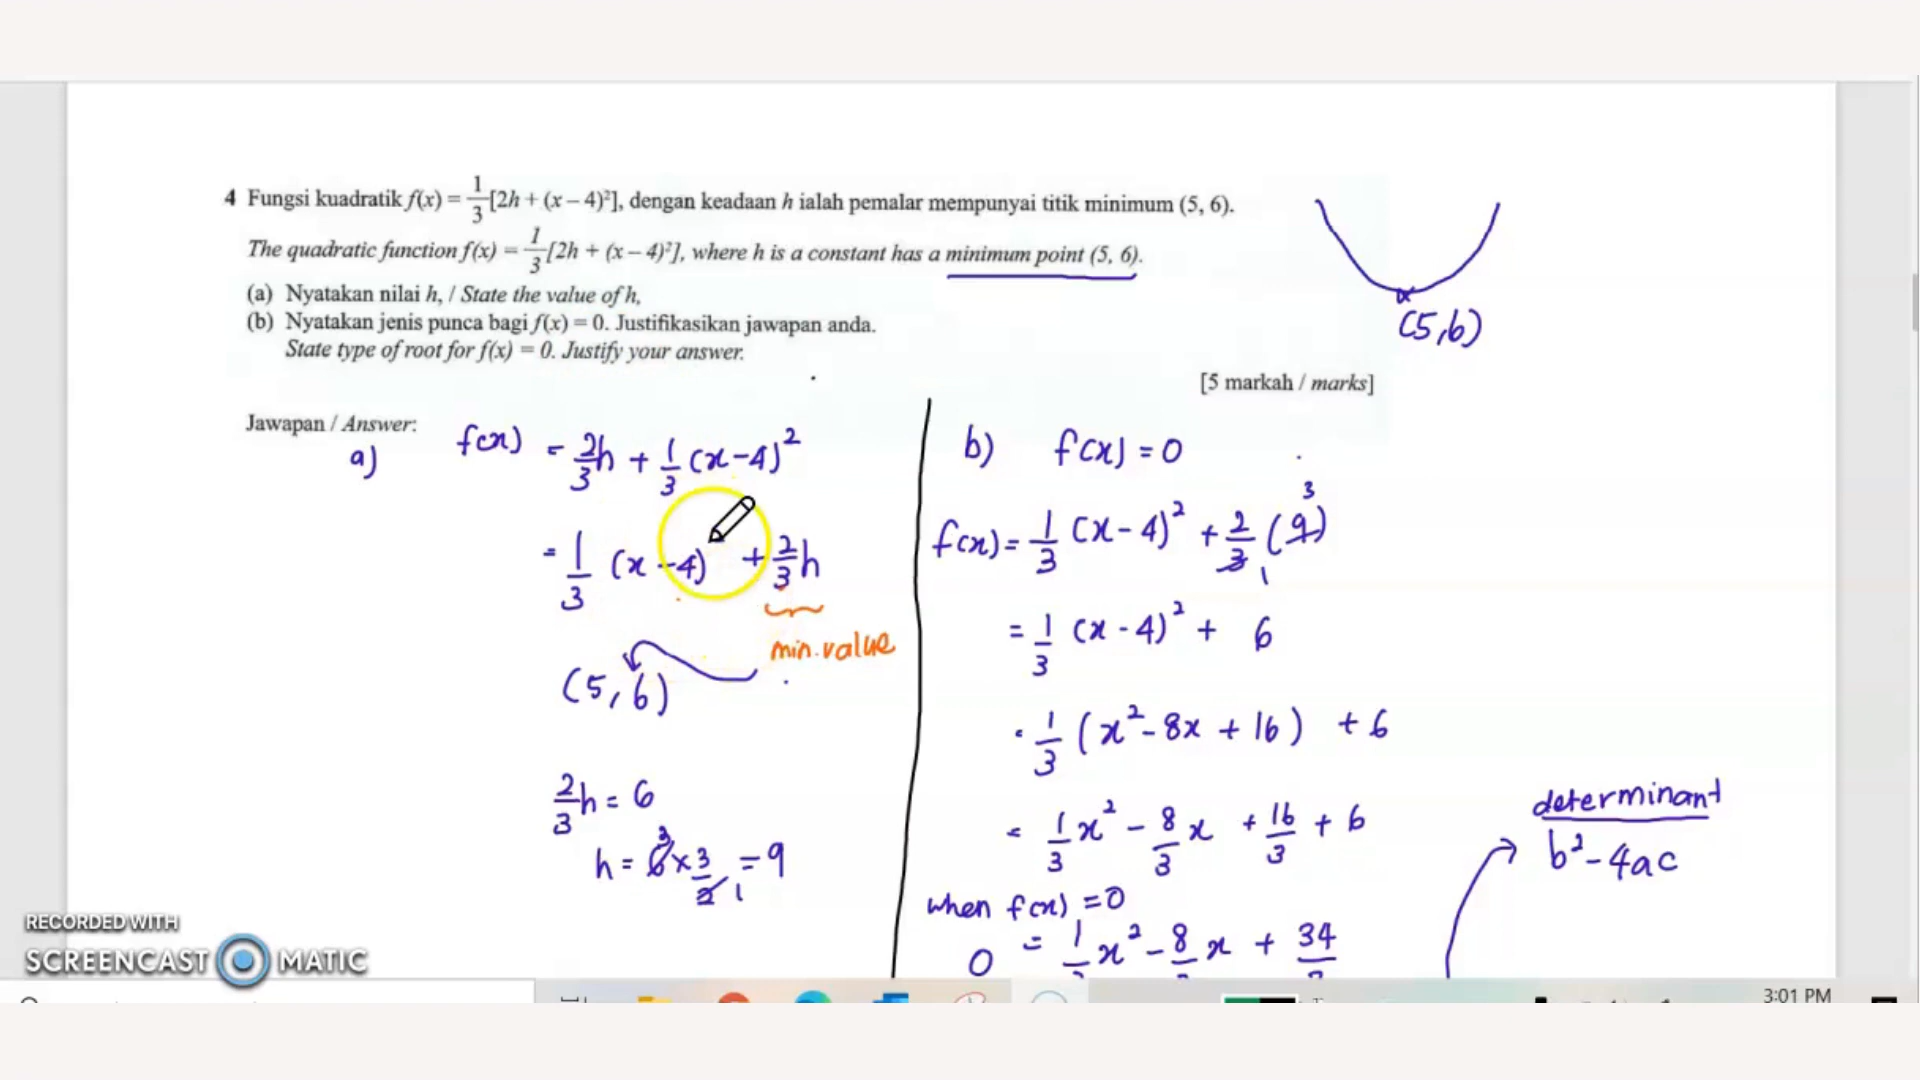 4 Fungsi kuadratik f(x) = 1/3[2h + (x – 4)²], dengan keadaan h ialah pemalar mempunyai titik minimum (5, 6).
The quadratic function f(x) = 1/3[2h + (x – 4)²], where h is a constant has a minimum point (5, 6).
(a) Nyatakan nilai h, / State the value of h,
(b) Nyatakan jenis punca bagi f(x) = 0. Justifikasikan jawapan anda.
State type of root for f(x) = 0. Justify your answer.
(5,6)
[5 markah / marks]
Jawapan / Answer:
a) f(x) = 2/3h + 1/3(x-4)²
= 1/3 (x-4) + 2/3h
min.value
(5,6)
2/3h = 6
h = 6³ x 3/2 1 = 9
b) f(x) = 0
f(x) = 1/3 (x-4)² + 2/3 (9) 3 1
= 1/3 (x-4)² + 6
= 1/3 (x²-8x+16) + 6
= 1/3x² - 8/3x + 16/3 + 6
when f(x) = 0
0 = 1/3x² - 8/3x + 34/3
determinant
b²-4ac
RECORDED WITH
SCREENCAST MATIC
3:01 PM